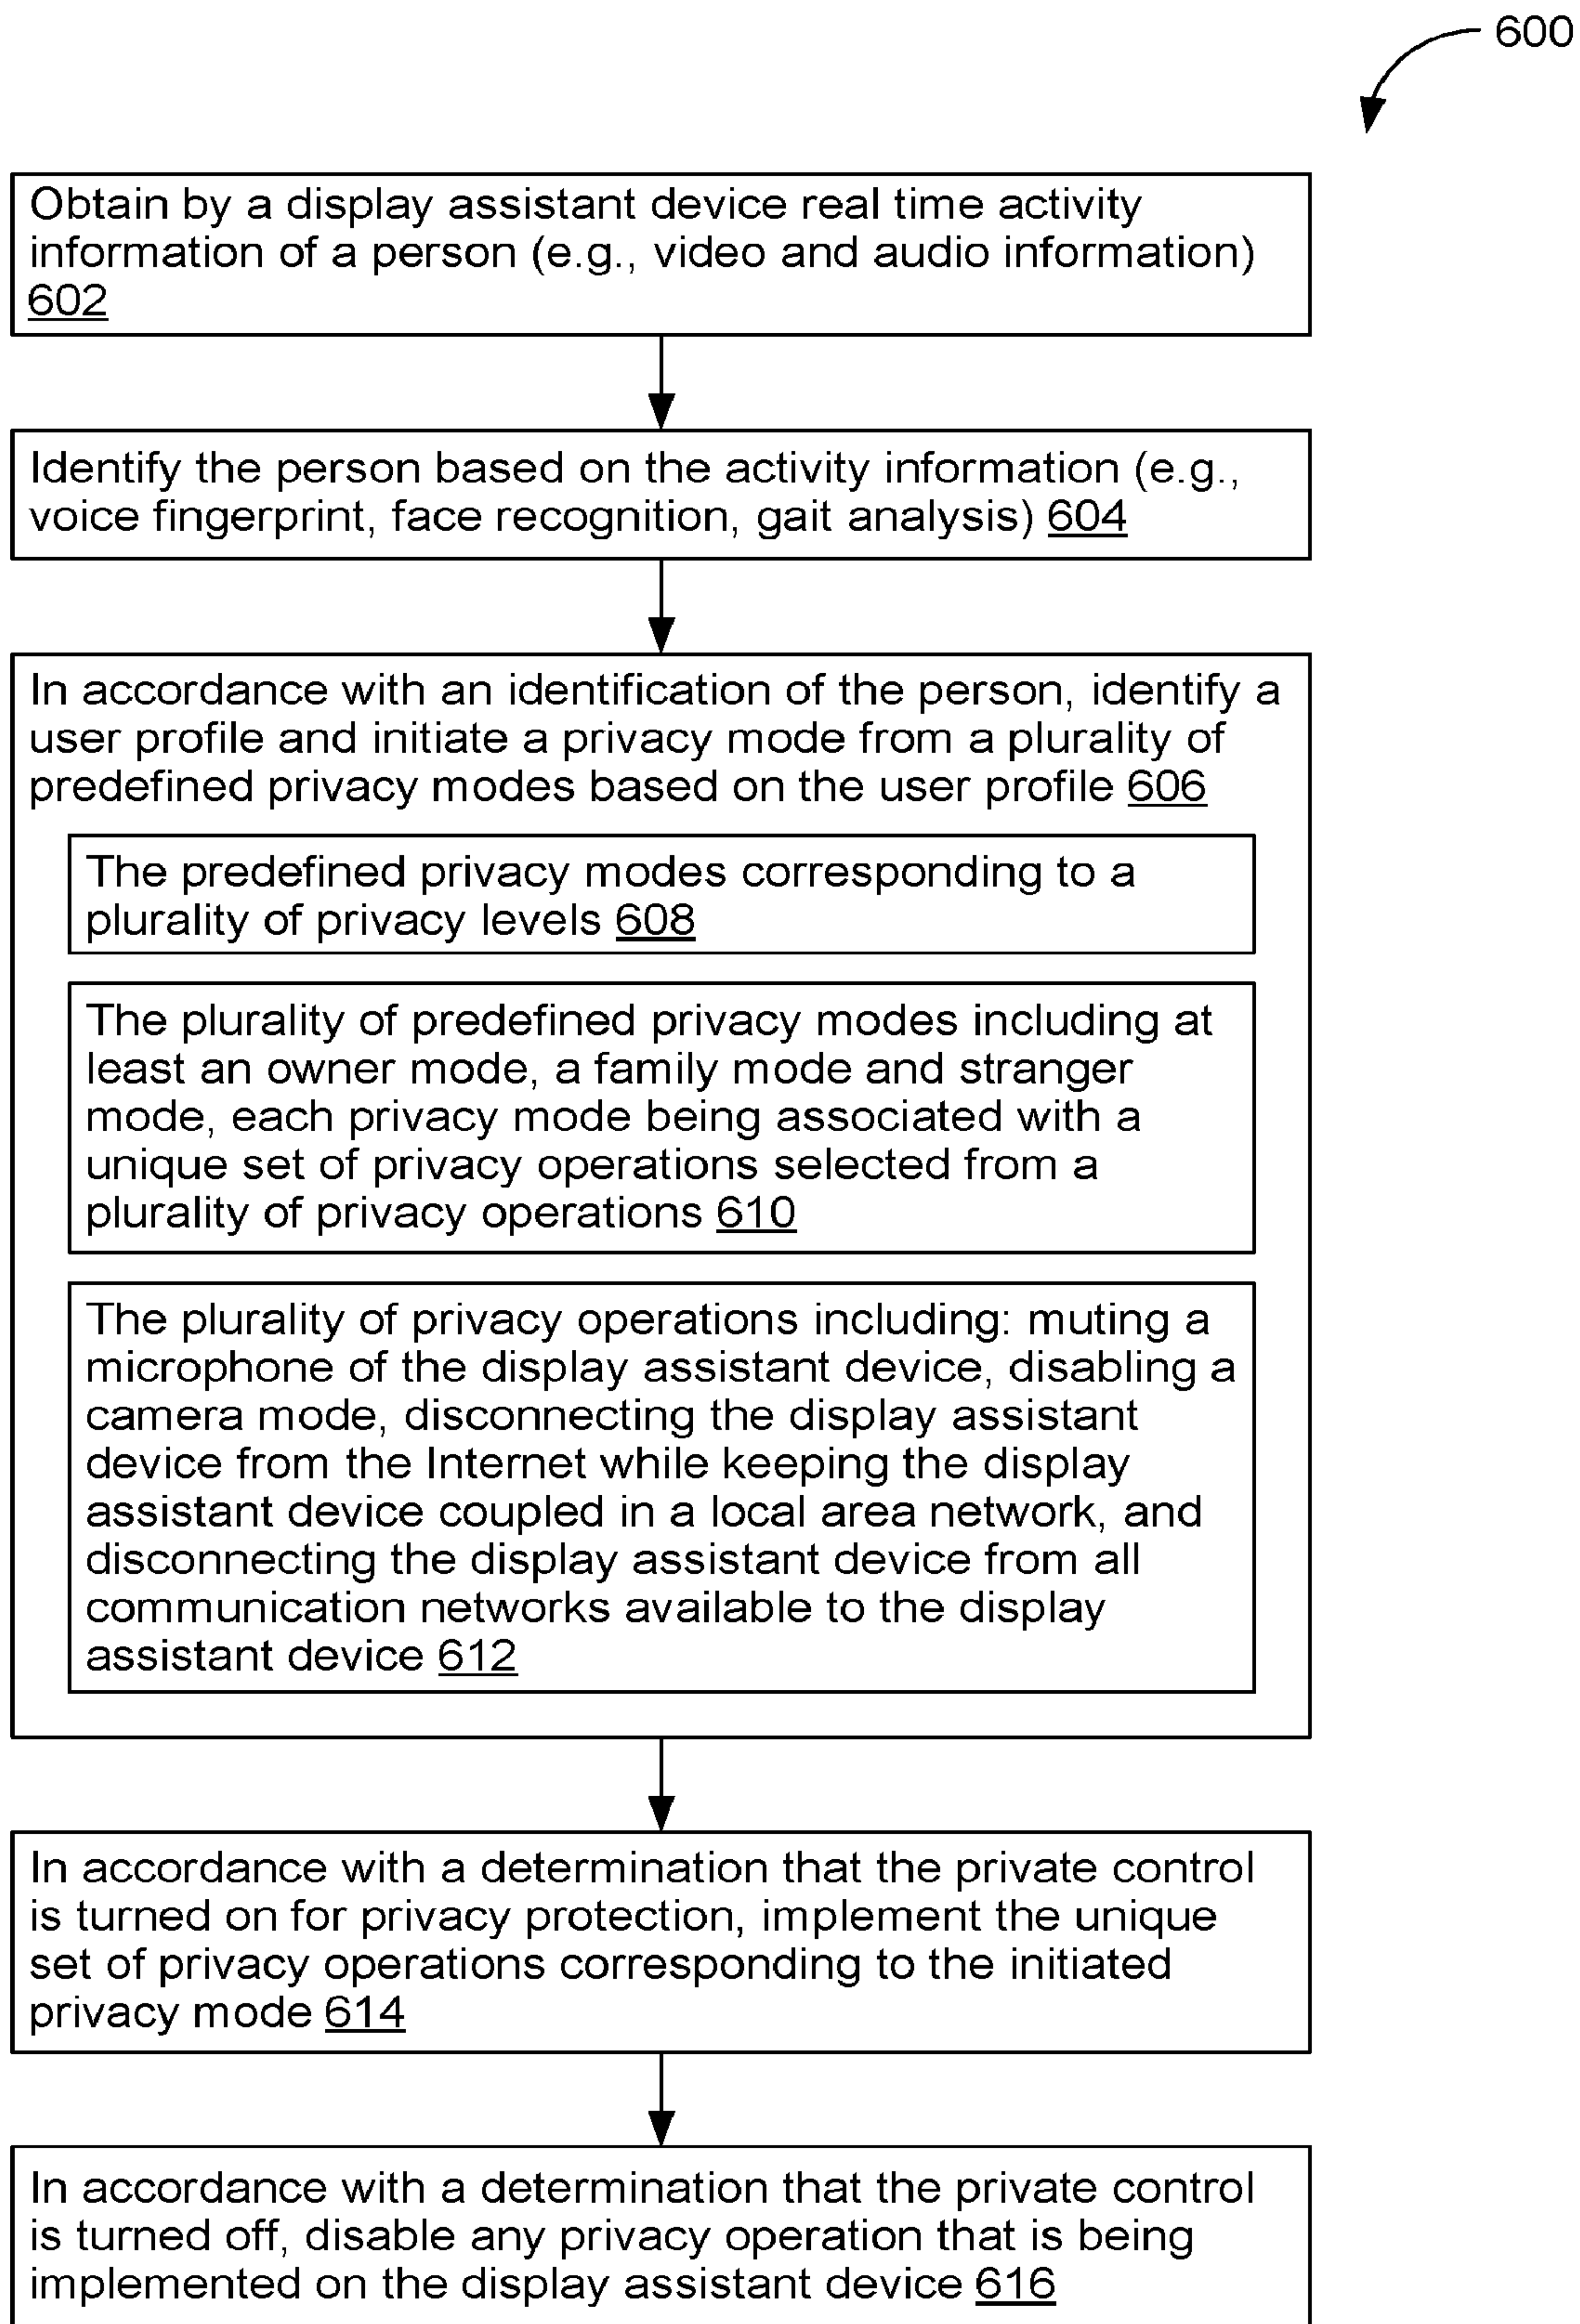 600
Obtain by a display assistant device real time activity
information of a person (e.g., video and audio information)
602
Identify the person based on the activity information (e.g.,
voice fingerprint, face recognition, gait analysis) 604
In accordance with an identification of the person, identify a
user profile and initiate a privacy mode from a plurality of
predefined privacy modes based on the user profile 606
The predefined privacy modes corresponding to a
plurality of privacy levels 608
The plurality of predefined privacy modes including at
least an owner mode, a family mode and stranger
mode, each privacy mode being associated with a
unique set of privacy operations selected from a
plurality of privacy operations 610
The plurality of privacy operations including: muting a
microphone of the display assistant device, disabling a
camera mode, disconnecting the display assistant
device from the Internet while keeping the display
assistant device coupled in a local area network, and
disconnecting the display assistant device from all
communication networks available to the display
assistant device 612
In accordance with a determination that the private control
is turned on for privacy protection, implement the unique
set of privacy operations corresponding to the initiated
privacy mode 614
In accordance with a determination that the private control
is turned off, disable any privacy operation that is being
implemented on the display assistant device 616